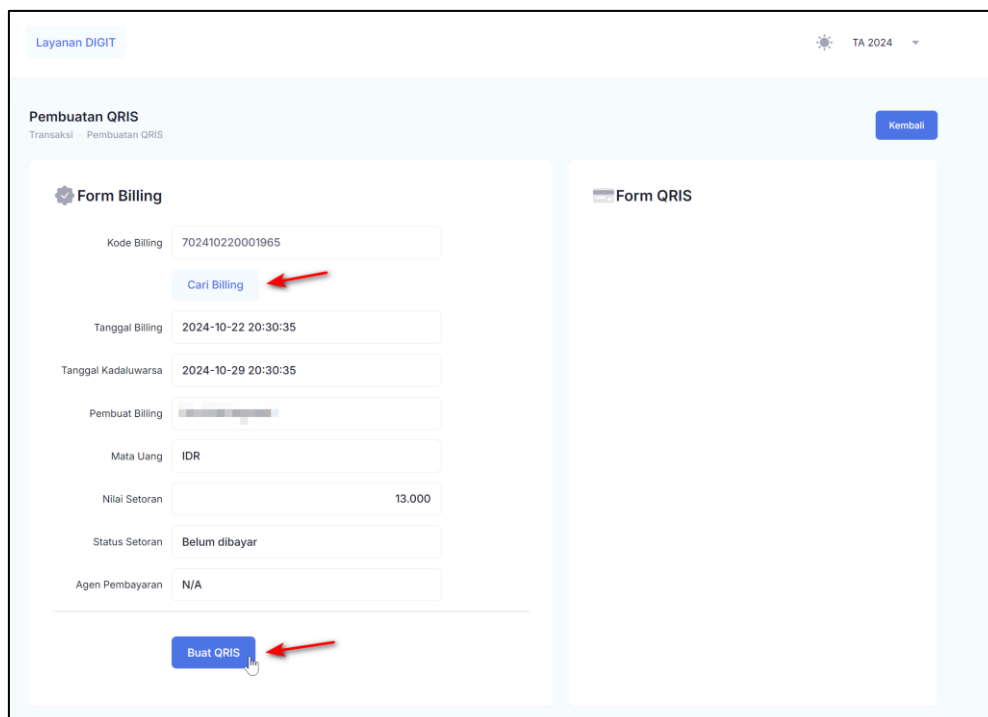 Layanan DIGIT
TA 2024
Pembuatan QRIS
Transaksi Pembuatan QRIS
Kembali
Form Billing
Kode Billing 702410220001965
Cari Billing
Tanggal Billing 2024-10-22 20:30:35
Tanggal Kadaluwarsa 2024-10-29 20:30:35
Pembuat Billing
Mata Uang IDR
Nilai Setoran 13.000
Status Setoran Belum dibayar
Agen Pembayaran N/A
Buat QRIS
Form QRIS